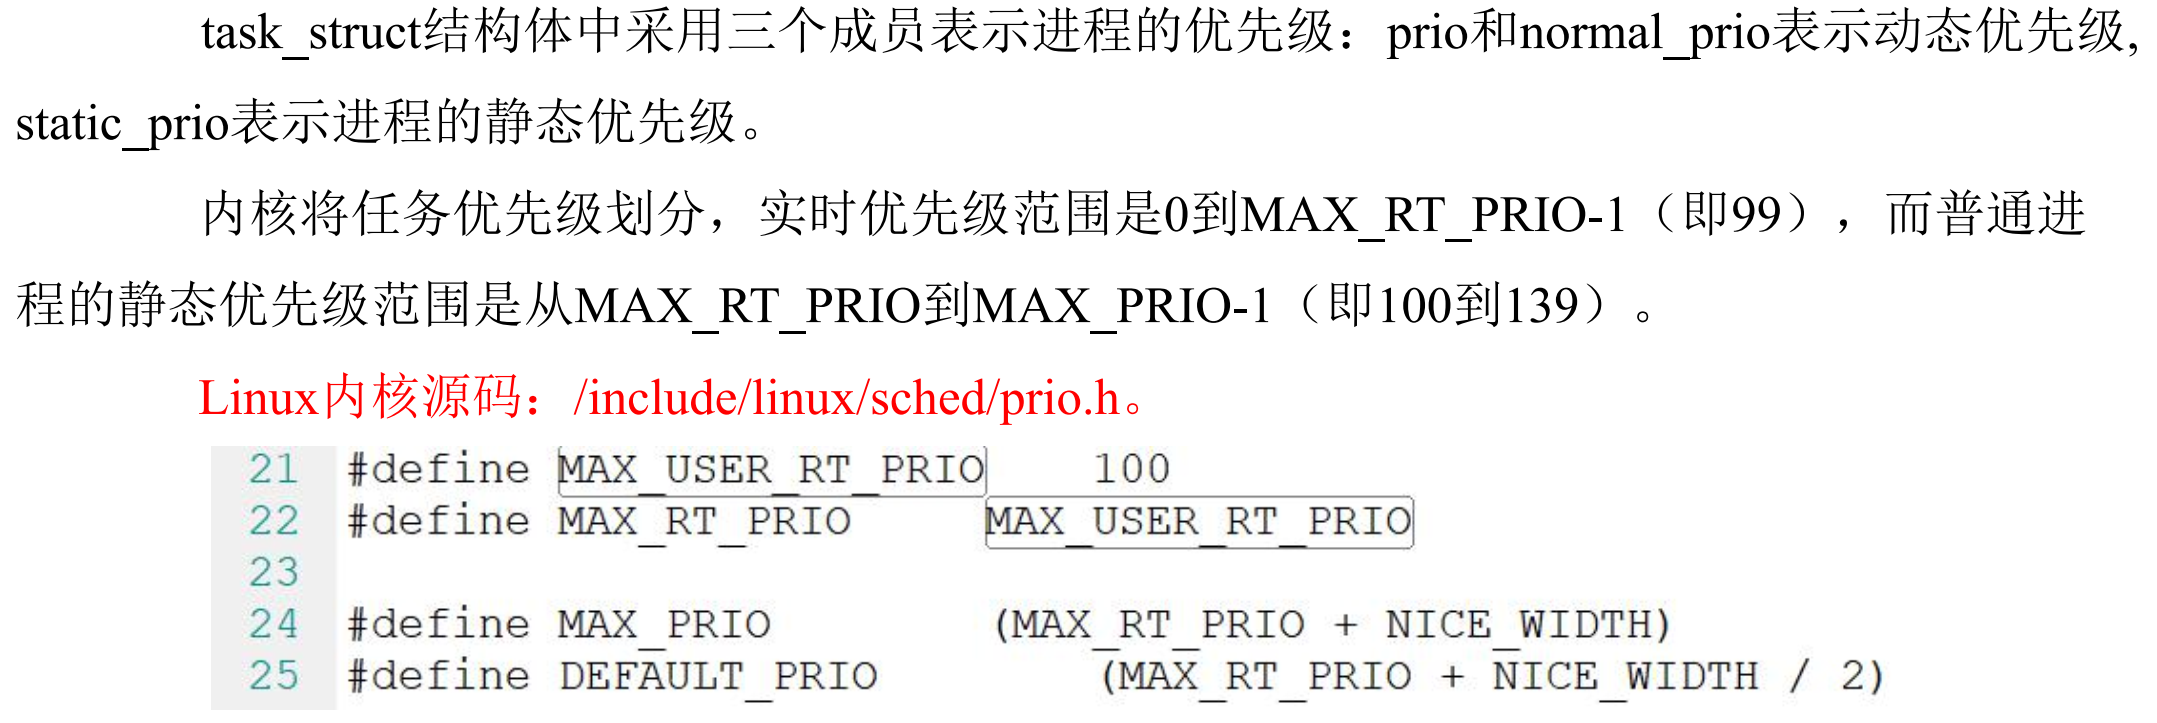 task_struct结构体中采用三个成员表示进程的优先级：prio和normal_prio表示动态优先级,
static_prio表示进程的静态优先级。
内核将任务优先级划分，实时优先级范围是0到MAX_RT_PRIO-1（即99），而普通进
程的静态优先级范围是从MAX_RT_PRIO到MAX_PRIO-1（即100到139）。
Linux内核源码：/include/linux/sched/prio.h。
21 #define MAX_USER_RT_PRIO 100
22 #define MAX_RT_PRIO MAX_USER_RT_PRIO
23
24 #define MAX_PRIO (MAX_RT_PRIO + NICE_WIDTH)
25 #define DEFAULT_PRIO (MAX_RT_PRIO + NICE_WIDTH / 2)